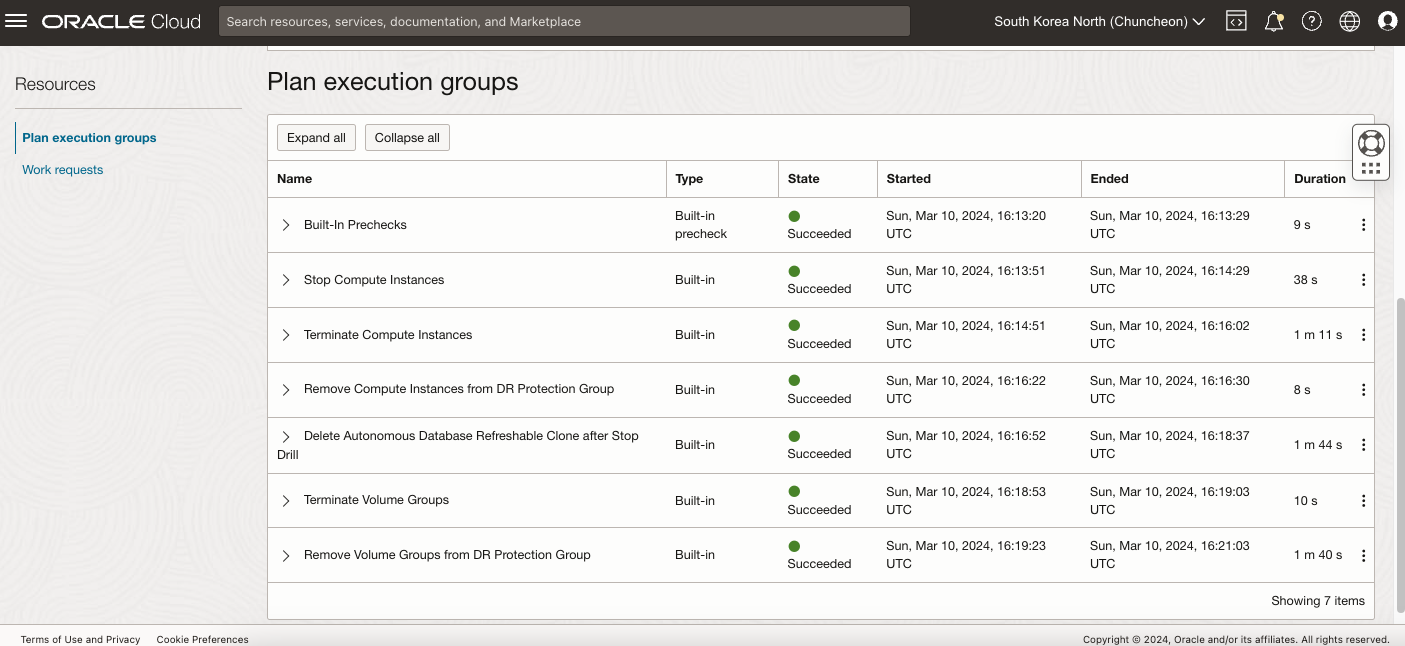 ORACLE Cloud
Search resources, services, documentation, and Marketplace
South Korea North (Chuncheon)
Resources
Plan execution groups
Work requests
Plan execution groups
Expand all
Collapse all
Name Type State Started Ended Duration
Built-In Prechecks
Built-in
precheck
Succeeded
Sun, Mar 10, 2024, 16:13:20
UTC
Sun, Mar 10, 2024, 16:13:29
UTC
9 s
Stop Compute Instances
Built-in
Succeeded
Sun, Mar 10, 2024, 16:13:51
UTC
Sun, Mar 10, 2024, 16:14:29
UTC
38 s
Terminate Compute Instances
Built-in
Succeeded
Sun, Mar 10, 2024, 16:14:51
UTC
Sun, Mar 10, 2024, 16:16:02
UTC
1 m 11 s
Remove Compute Instances from DR Protection Group
Built-in
Succeeded
Sun, Mar 10, 2024, 16:16:22
UTC
Sun, Mar 10, 2024, 16:16:30
UTC
8 s
Delete Autonomous Database Refreshable Clone after Stop
Drill
Built-in
Succeeded
Sun, Mar 10, 2024, 16:16:52
UTC
Sun, Mar 10, 2024, 16:18:37
UTC
1 m 44 s
Terminate Volume Groups
Built-in
Succeeded
Sun, Mar 10, 2024, 16:18:53
UTC
Sun, Mar 10, 2024, 16:19:03
UTC
10 s
Remove Volume Groups from DR Protection Group
Built-in
Succeeded
Sun, Mar 10, 2024, 16:19:23
UTC
Sun, Mar 10, 2024, 16:21:03
UTC
1 m 40 s
Showing 7 items
Terms of Use and Privacy
Cookie Preferences
Copyright © 2024, Oracle and/or its affiliates. All rights reserved.